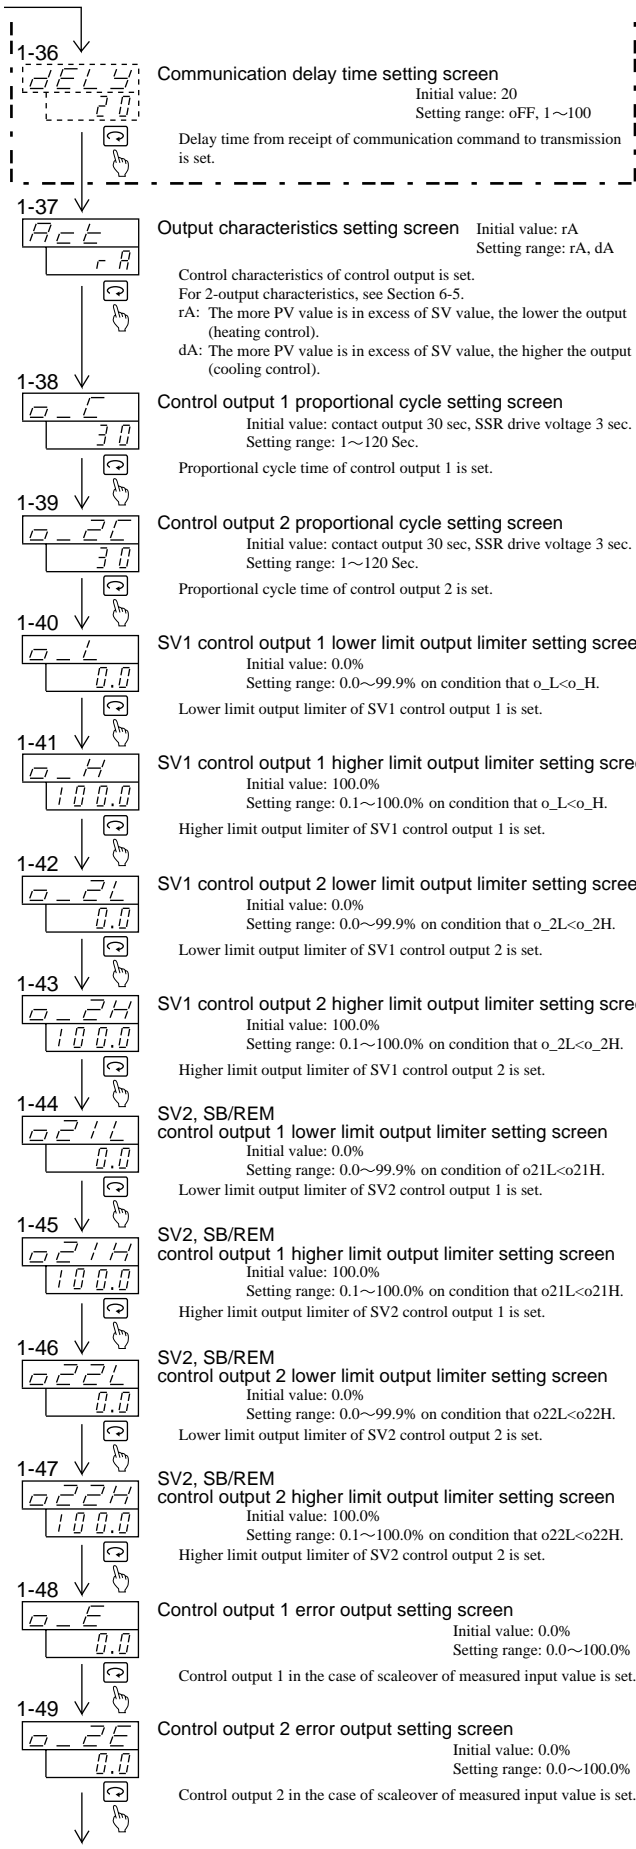 1-36
dELY
20
Communication delay time setting screen
Initial value: 20
Setting range: oFF, 1～100
Delay time from receipt of communication command to transmission
is set.
1-37
Act
rA
Output characteristics setting screen Initial value: rA
Setting range: rA, dA
Control characteristics of control output is set.
For 2-output characteristics, see Section 6-5.
rA: The more PV value is in excess of SV value, the lower the output
(heating control).
dA: The more PV value is in excess of SV value, the higher the output
(cooling control).
1-38
o_C
30
Control output 1 proportional cycle setting screen
Initial value: contact output 30 sec, SSR drive voltage 3 sec.
Setting range: 1～120 Sec.
Proportional cycle time of control output 1 is set.
1-39
o_2C
30
Control output 2 proportional cycle setting screen
Initial value: contact output 30 sec, SSR drive voltage 3 sec.
Setting range: 1～120 Sec.
Proportional cycle time of control output 2 is set.
1-40
o_L
0.0
SV1 control output 1 lower limit output limiter setting scree
Initial value: 0.0%
Setting range: 0.0～99.9% on condition that o_L<o_H.
Lower limit output limiter of SV1 control output 1 is set.
1-41
o_H
100.0
SV1 control output 1 higher limit output limiter setting scree
Initial value: 100.0%
Setting range: 0.1～100.0% on condition that o_L<o_H.
Higher limit output limiter of SV1 control output 1 is set.
1-42
o_2L
0.0
SV1 control output 2 lower limit output limiter setting scree
Initial value: 0.0%
Setting range: 0.0～99.9% on condition that o_2L<o_2H.
Lower limit output limiter of SV1 control output 2 is set.
1-43
o_2H
100.0
SV1 control output 2 higher limit output limiter setting scree
Initial value: 100.0%
Setting range: 0.1～100.0% on condition that o_2L<o_2H.
Higher limit output limiter of SV1 control output 2 is set.
1-44
o21L
0.0
SV2, SB/REM
control output 1 lower limit output limiter setting screen
Initial value: 0.0%
Setting range: 0.0～99.9% on condition of o21L<o21H.
Lower limit output limiter of SV2 control output 1 is set.
1-45
o21H
100.0
SV2, SB/REM
control output 1 higher limit output limiter setting screen
Initial value: 100.0%
Setting range: 0.1～100.0% on condition that o21L<o21H.
Higher limit output limiter of SV2 control output 1 is set.
1-46
o22L
0.0
SV2, SB/REM
control output 2 lower limit output limiter setting screen
Initial value: 0.0%
Setting range: 0.0～99.9% on condition that o22L<o22H.
Lower limit output limiter of SV2 control output 2 is set.
1-47
o22H
100.0
SV2, SB/REM
control output 2 higher limit output limiter setting screen
Initial value: 100.0%
Setting range: 0.1～100.0% on condition that o22L<o22H.
Higher limit output limiter of SV2 control output 2 is set.
1-48
o_E
0.0
Control output 1 error output setting screen
Initial value: 0.0%
Setting range: 0.0～100.0%
Control output 1 in the case of scaleover of measured input value is set.
1-49
o_2E
0.0
Control output 2 error output setting screen
Initial value: 0.0%
Setting range: 0.0～100.0%
Control output 2 in the case of scaleover of measured input value is set.